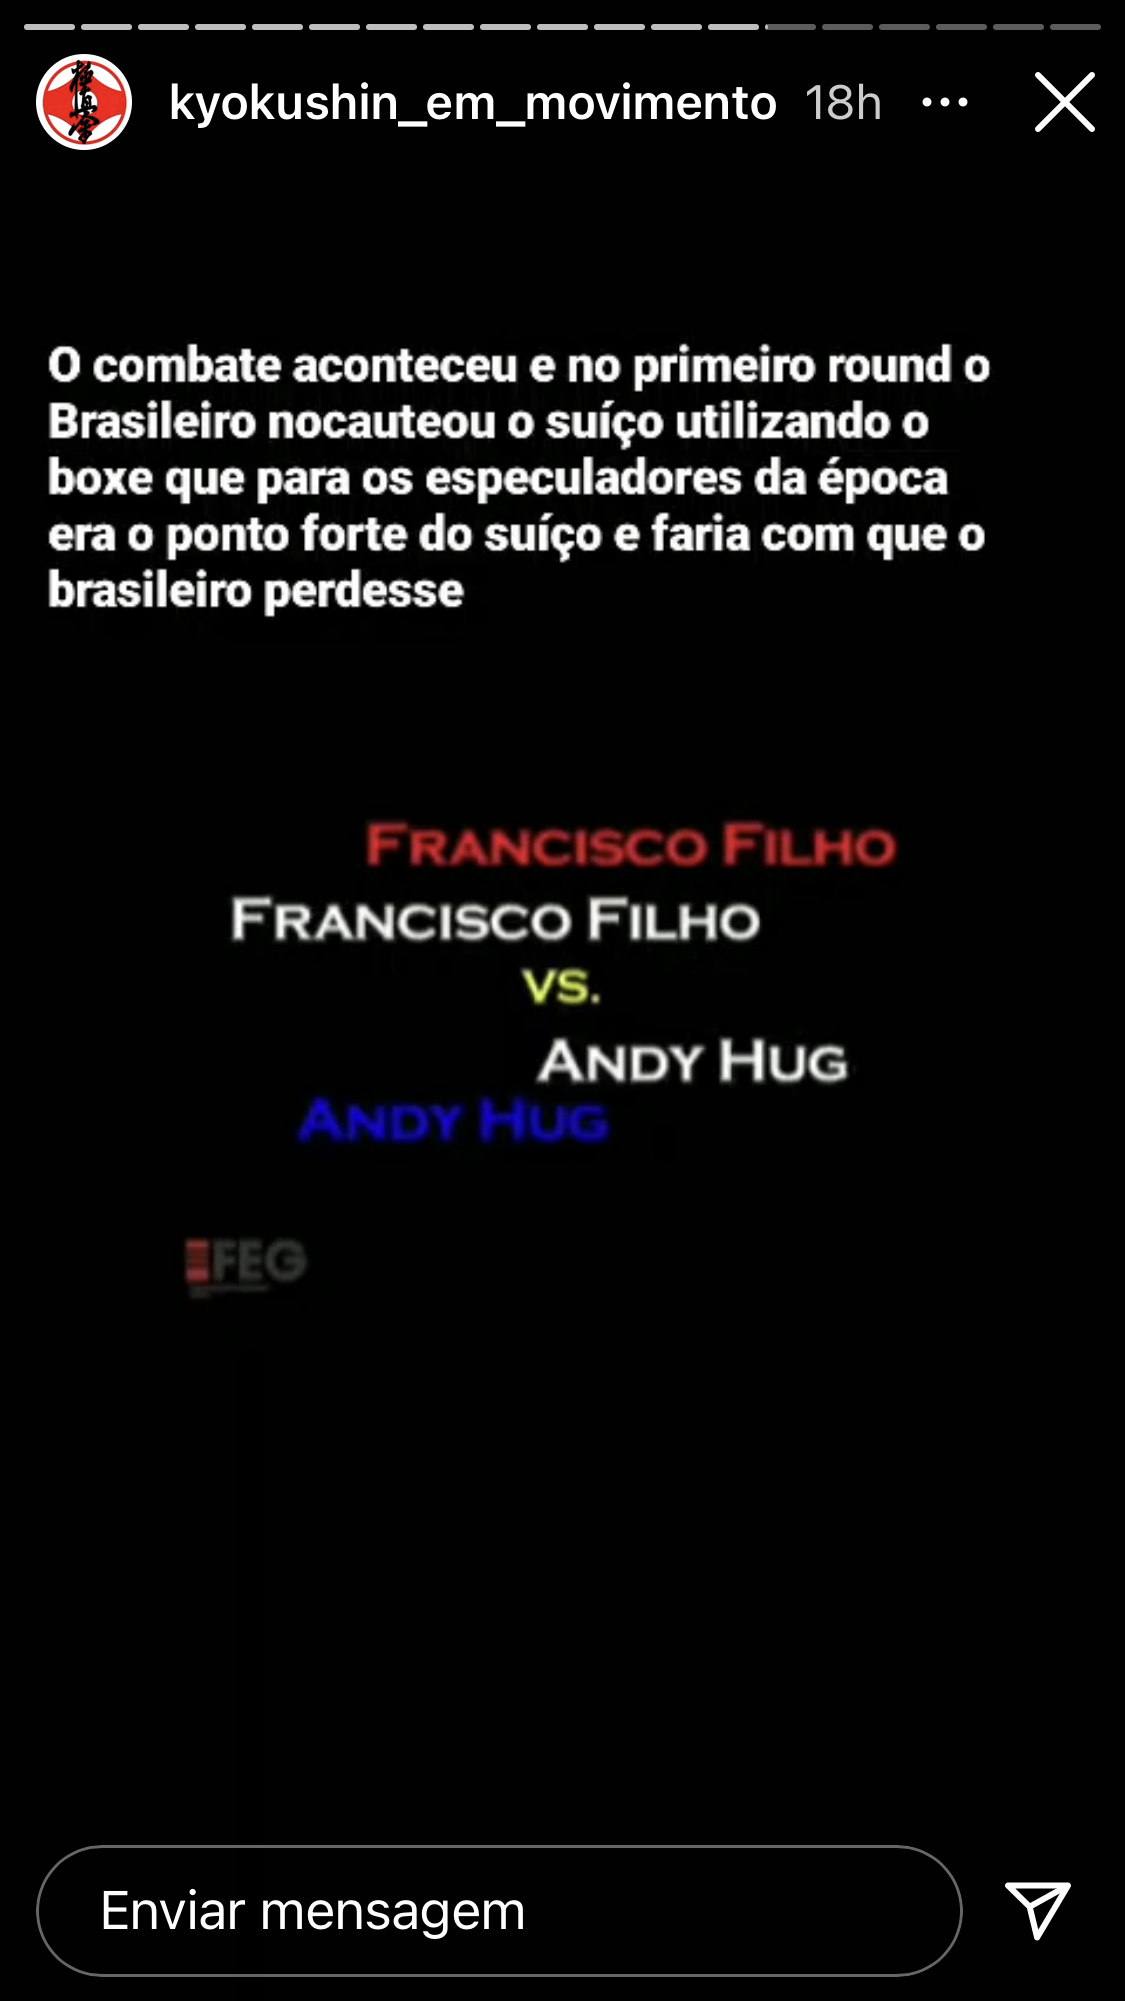 kyokushin_em_movimento 18h
O combate aconteceu e no primeiro round o
Brasileiro nocauteou o suíço utilizando o
boxe que para os especuladores da época
era o ponto forte do suíço e faria com que o
brasileiro perdesse
Francisco Filho
Francisco Filho
vs.
Andy Hug
Andy Hug
FEG
Enviar mensagem